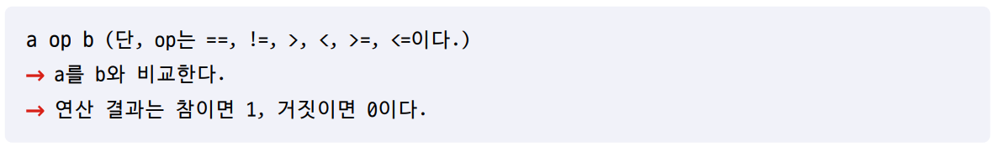 a op b (단, op는 ==, !=, >, <, >=, <=이다.)
→ a를 b와 비교한다.
→ 연산 결과는 참이면 1, 거짓이면 0이다.